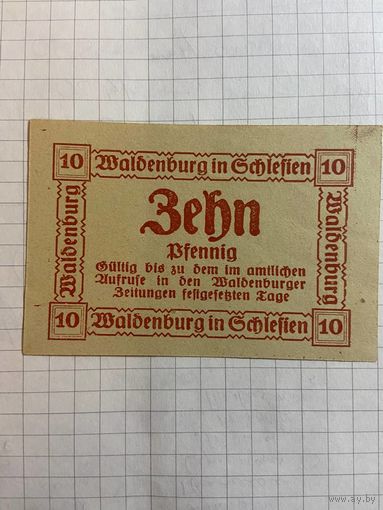 10 Waldenburg in Schlesien 10
Waldenburg
Zehn
Pfennig
Gültig bis zu dem im amtlichen
Aufrufe in den Waldenburger
Zeitungen festgesetzten Tage
Waldenburg
10 Waldenburg in Schlesien 10
www.ay.by